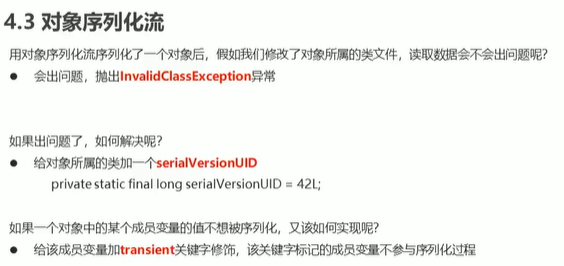 4.3 对象序列化流
用对象序列化流序列化了一个对象后，假如我们修改了对象所属的类文件，读取数据会不会出问题呢?
● 会出问题，抛出InvalidClassException异常
如果出问题了，如何解决呢?
● 给对象所属的类加一个serialVersionUID
private static final long serialVersionUID = 42L;
如果一个对象中的某个成员变量的值不想被序列化，又该如何实现呢?
● 给该成员变量加transient关键字修饰，该关键字标记的成员变量不参与序列化过程